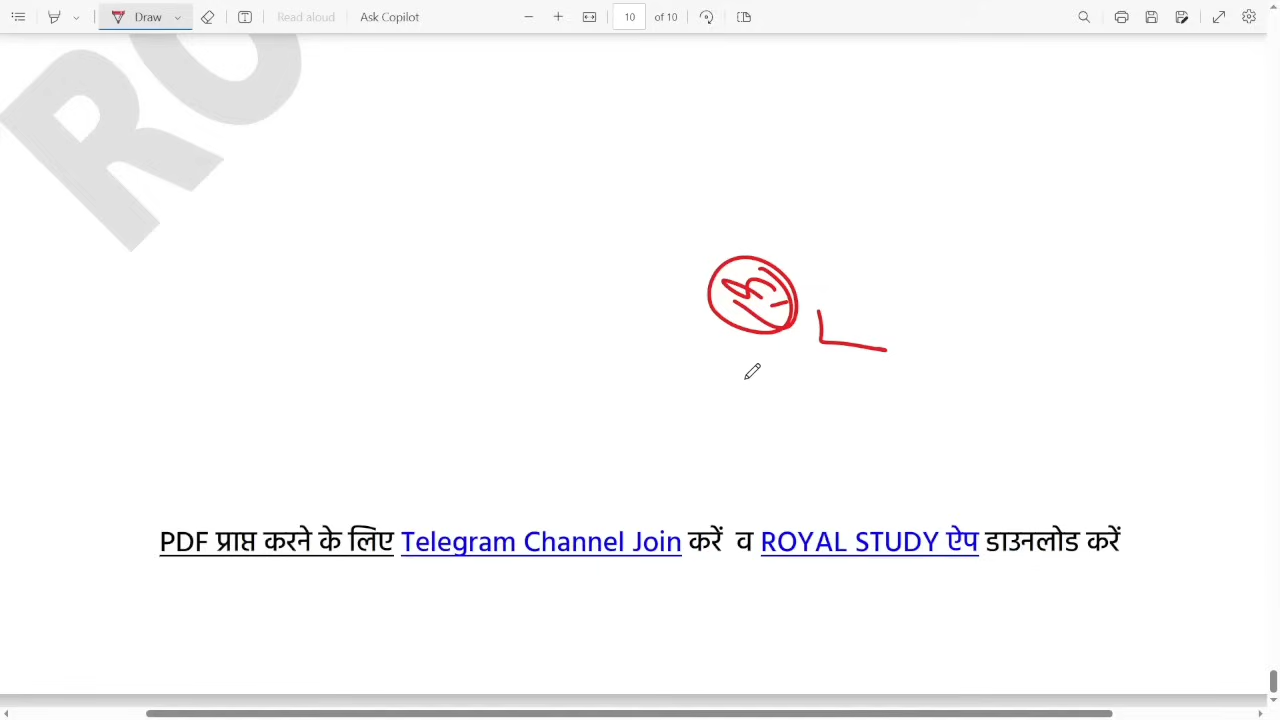 Draw
Read aloud
Ask Copilot
10 of 10
RO
PDF प्राप्त करने के लिए Telegram Channel Join करें व ROYAL STUDY ऐप डाउनलोड करें